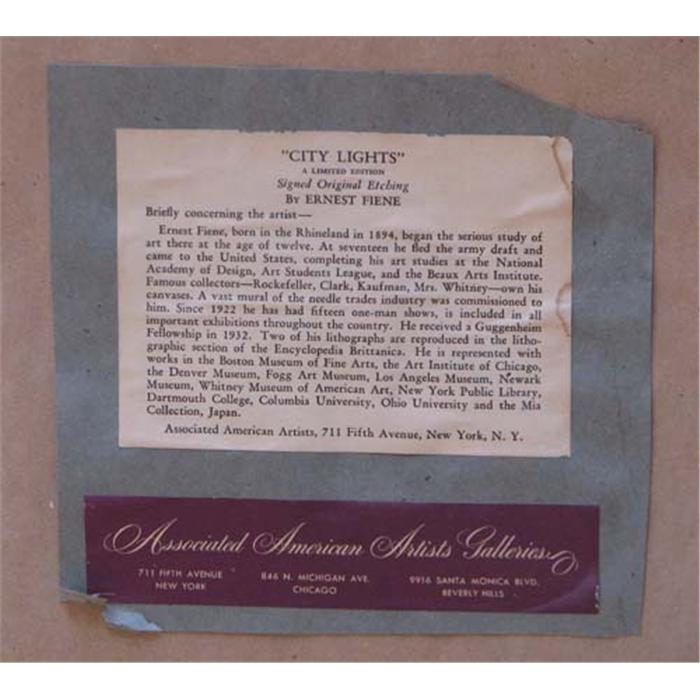 "CITY LIGHTS"
A LIMITED EDITION
Signed Original Etching
By ERNEST FIENE
Briefly concerning the artist—
Ernest Fiene, born in the Rhineland in 1894, began the serious study of
art there at the age of twelve. At seventeen he fled the army draft and
came to the United States, completing his art studies at the National
Academy of Design, Art Students League, and the Beaux Arts Institute.
Famous collectors—Rockefeller, Clark, Kaufman, Mrs. Whitney—own his
canvases. A vast mural of the needle trades industry was commissioned to
him. Since 1922 he has had fifteen one-man shows, is included in all
important exhibitions throughout the country. He received a Guggenheim
Fellowship in 1932. Two of his lithographs are reproduced in the litho-
graphic section of the Encyclopedia Brittanica. He is represented with
works in the Boston Museum of Fine Arts, the Art Institute of Chicago,
the Denver Museum, Fogg Art Museum, Los Angeles Museum, Newark
Museum, Whitney Museum of American Art, New York Public Library,
Dartmouth College, Columbia University, Ohio University and the Mia
Collection, Japan.
Associated American Artists, 711 Fifth Avenue, New York, N. Y.
Associated American Artists Galleries
711 FIFTH AVENUE
NEW YORK
846 N. MICHIGAN AVE.
CHICAGO
9916 SANTA MONICA BLVD.
BEVERLY HILLS